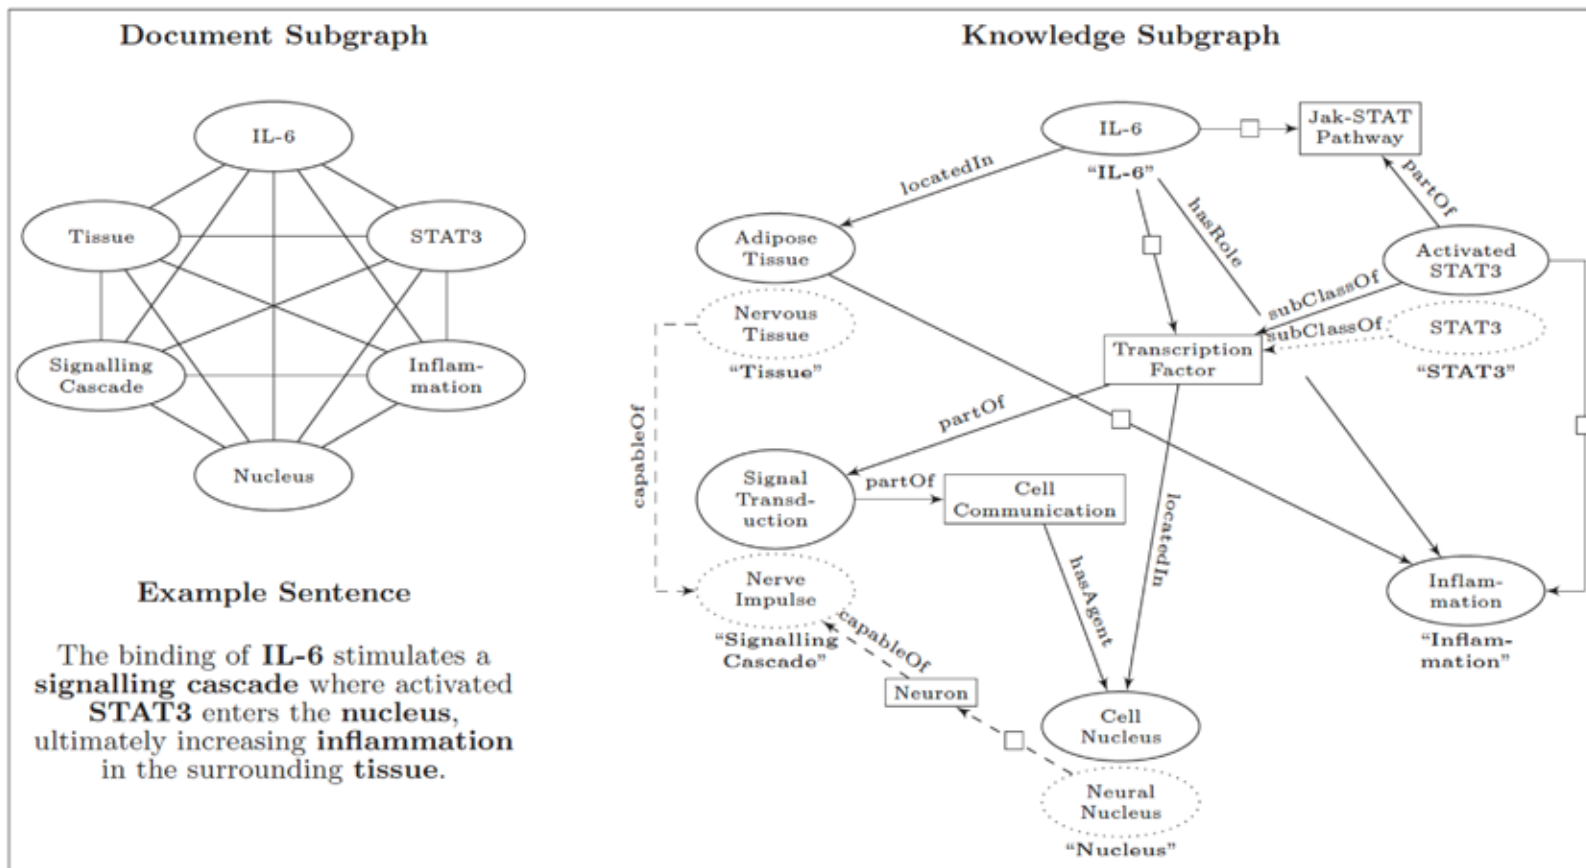 Document Subgraph
IL-6
Tissue
STAT3
Signalling
Cascade
Inflam-
mation
Nucleus
Example Sentence
The binding of IL-6 stimulates a
signalling cascade where activated
STAT3 enters the nucleus,
ultimately increasing inflammation
in the surrounding tissue.
Knowledge Subgraph
IL-6
“IL-6”
Jak-STAT
Pathway
locatedIn
hasRole
partOf
Adipose
Tissue
Activated
STAT3
Nervous
Tissue
“Tissue”
subClassOf
subClassOf
STAT3
“STAT3”
Transcription
Factor
capableOf
partOf
Signal
Transd-
uction
partOf
Cell
Communication
locatedIn
hasAgent
Nerve
Impulse
“Signalling
Cascade”
capableOf
Inflam-
mation
“Inflam-
mation”
Neuron
Cell
Nucleus
Neural
Nucleus
“Nucleus”